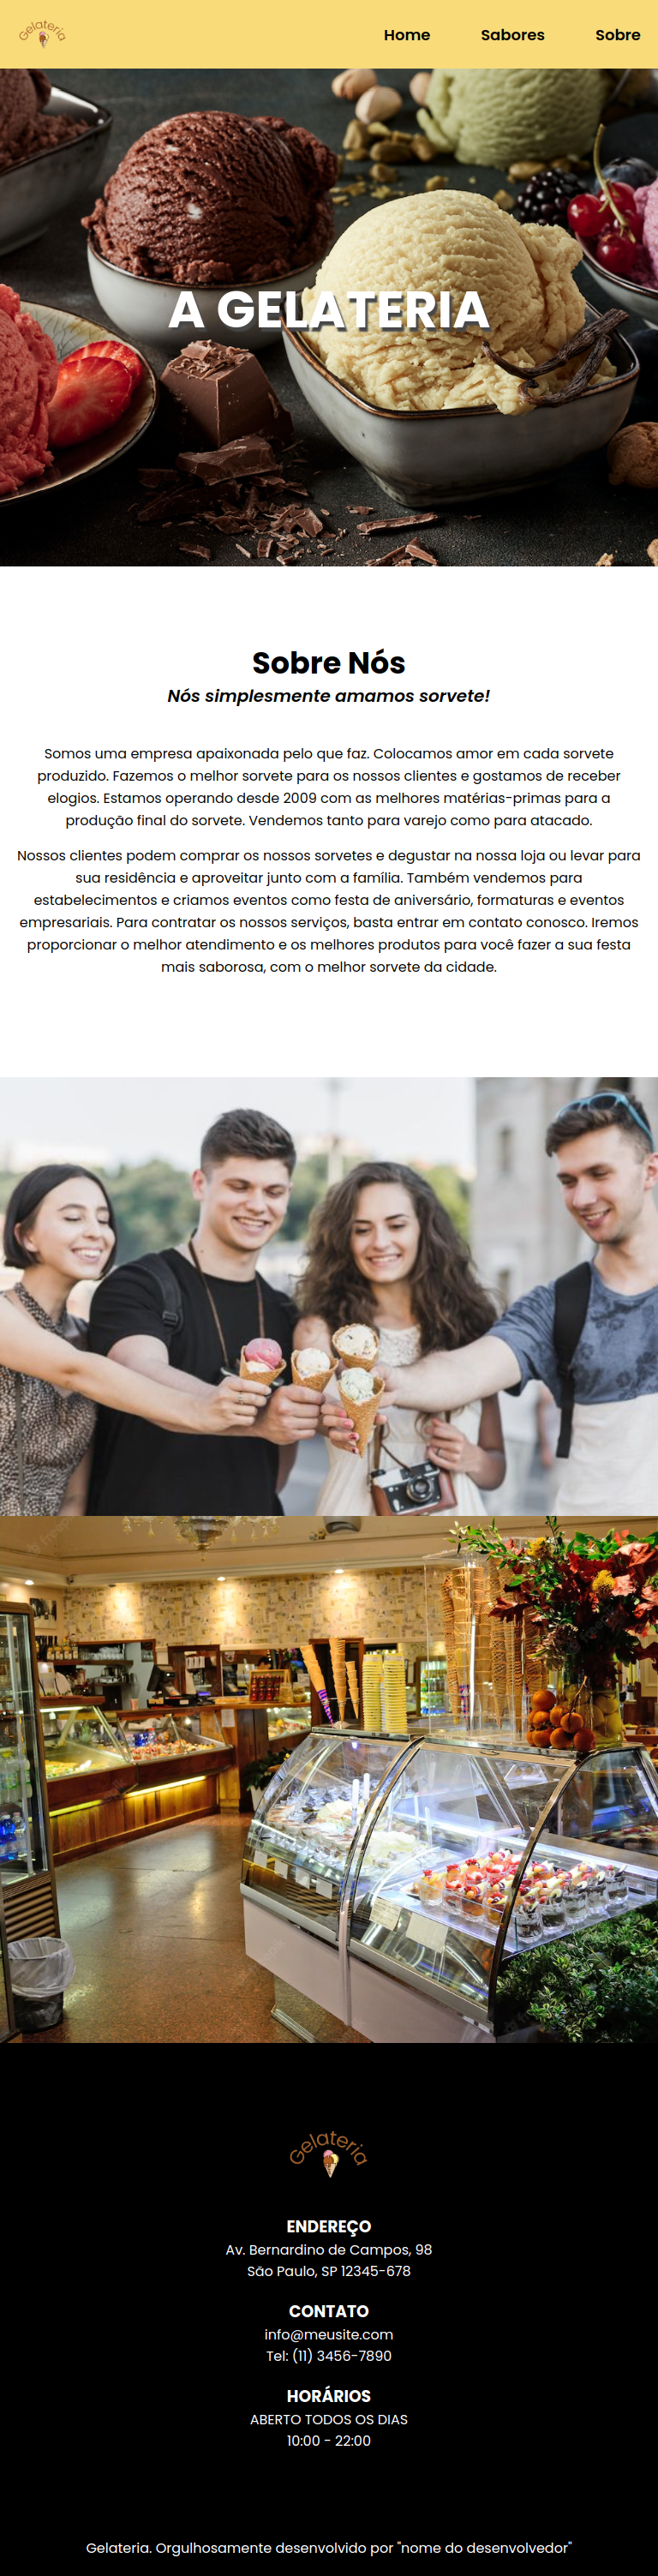 Gelateria
Home Sabores Sobre
A GELATERIA
Sobre Nós
Nós simplesmente amamos sorvete!
Somos uma empresa apaixonada pelo que faz. Colocamos amor em cada sorvete
produzido. Fazemos o melhor sorvete para os nossos clientes e gostamos de receber
elogios. Estamos operando desde 2009 com as melhores matérias-primas para a
produção final do sorvete. Vendemos tanto para varejo como para atacado.
Nossos clientes podem comprar os nossos sorvetes e degustar na nossa loja ou levar para
sua residência e aproveitar junto com a família. Também vendemos para
estabelecimentos e criamos eventos como festa de aniversário, formaturas e eventos
empresariais. Para contratar os nossos serviços, basta entrar em contato conosco. Iremos
proporcionar o melhor atendimento e os melhores produtos para você fazer a sua festa
mais saborosa, com o melhor sorvete da cidade.
Gelateria
ENDEREÇO
Av. Bernardino de Campos, 98
São Paulo, SP 12345-678
CONTATO
info@meusite.com
Tel: (11) 3456-7890
HORÁRIOS
ABERTO TODOS OS DIAS
10:00 - 22:00
Gelateria. Orgulhosamente desenvolvido por "nome do desenvolvedor"